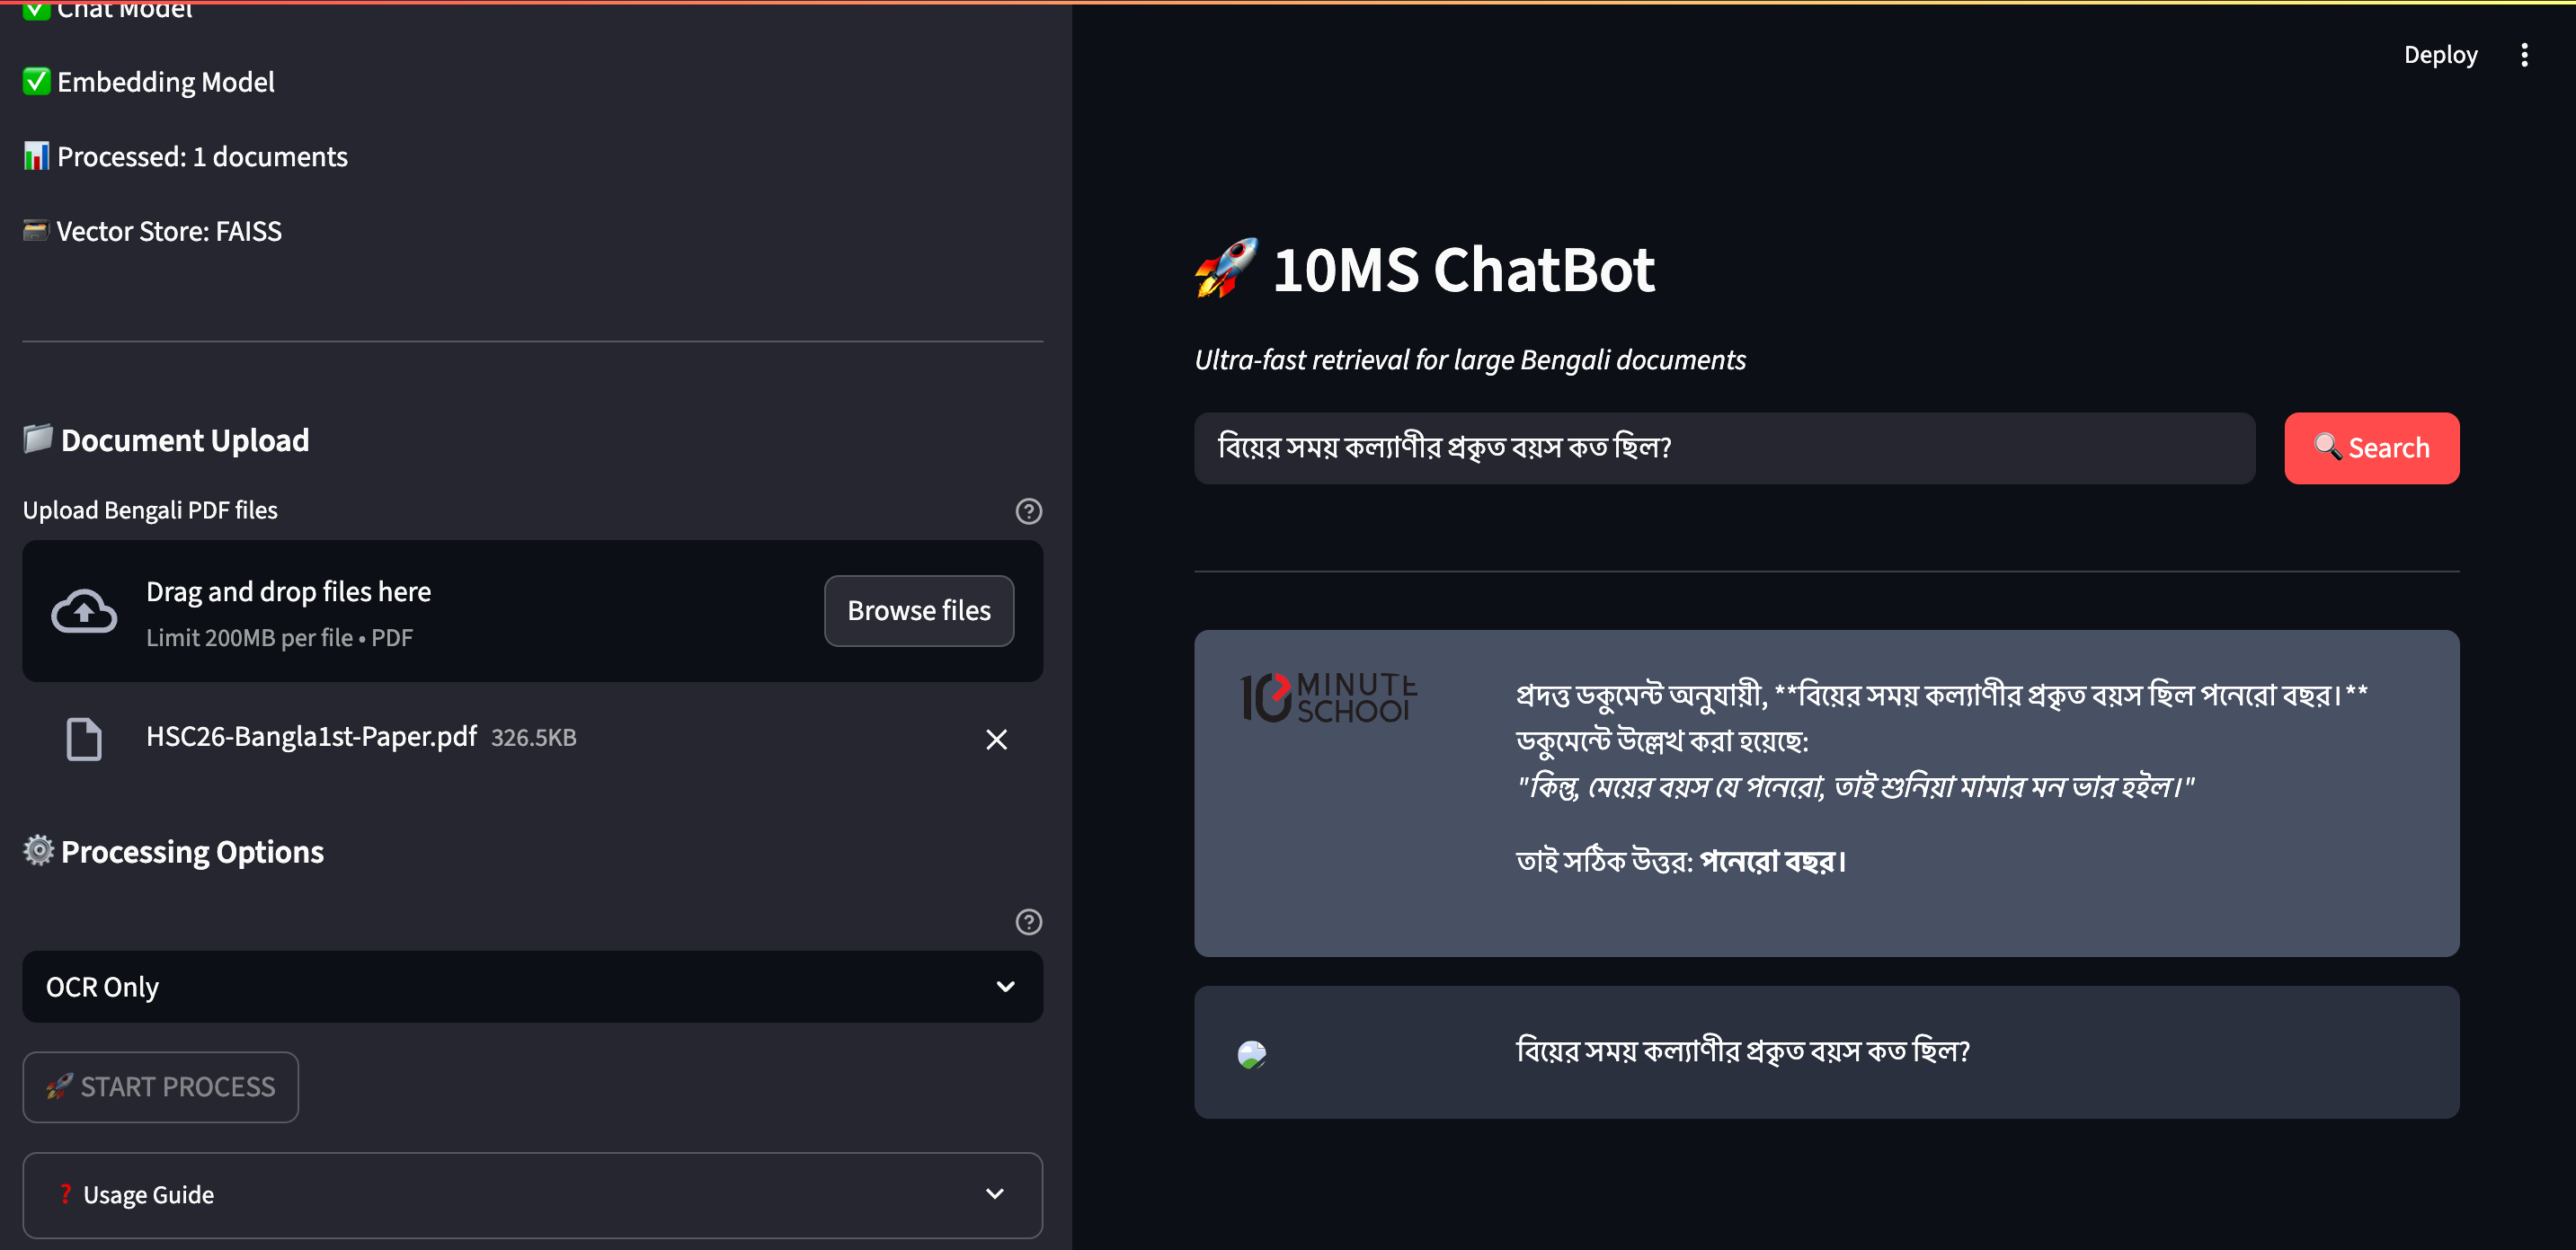 Chat Model
Embedding Model
Processed: 1 documents
Vector Store: FAISS
Document Upload
Upload Bengali PDF files
Drag and drop files here
Limit 200MB per file • PDF
Browse files
HSC26-Bangla1st-Paper.pdf 326.5KB
Processing Options
OCR Only
START PROCESS
Usage Guide
Deploy
10MS ChatBot
Ultra-fast retrieval for large Bengali documents
বিয়ের সময় কল্যাণীর প্রকৃত বয়স কত ছিল?
Search
10 MINUTE
SCHOOL
প্রদত্ত ডকুমেন্ট অনুযায়ী, **বিয়ের সময় কল্যাণীর প্রকৃত বয়স ছিল পনেরো বছর।**
ডকুমেন্টে উল্লেখ করা হয়েছে:
"কিন্তু, মেয়ের বয়স যে পনেরো, তাই শুনিয়া মামার মন ভার হইল।"
তাই সঠিক উত্তর: পনেরো বছর।
বিয়ের সময় কল্যাণীর প্রকৃত বয়স কত ছিল?